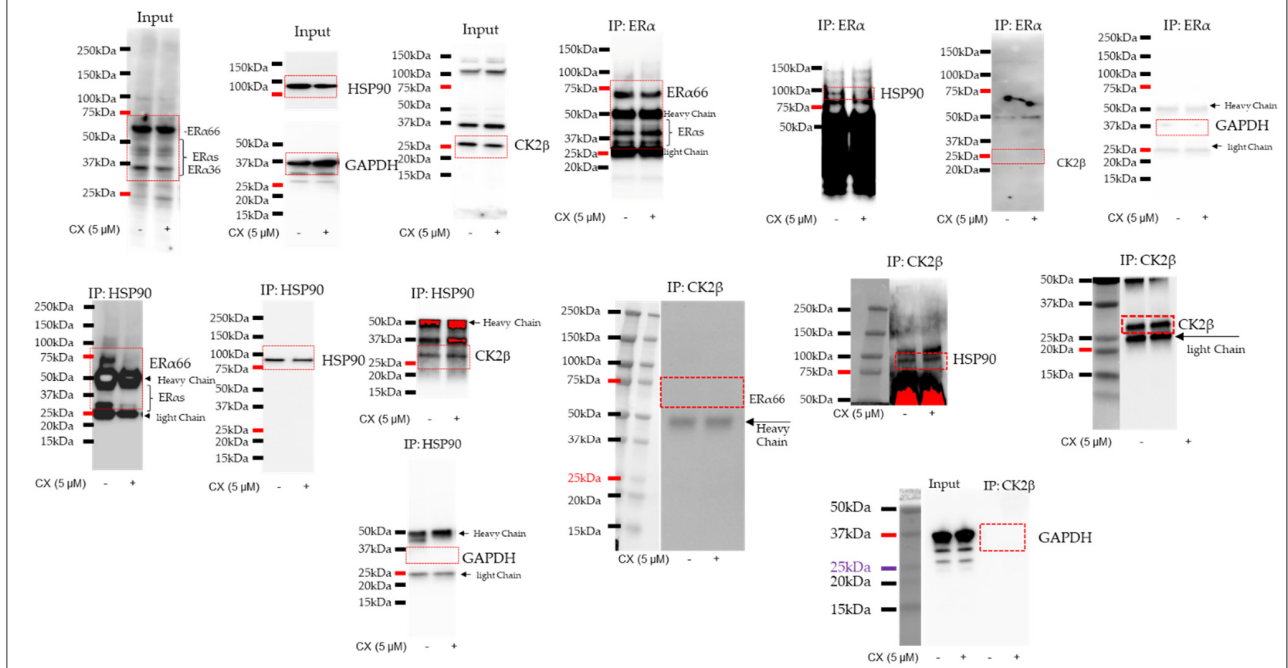 Input
250kDa
150kDa
100kDa
75kDa
50kDa
37kDa
25kDa
-ERα66
ERαs
ERα36
CX (5 µM) - +
Input
150kDa
100kDa
HSP90
50kDa
37kDa
25kDa
20kDa
15kDa
GAPDH
CX (5 µM) - +
Input
150kDa
100kDa
75kDa
50kDa
37kDa
25kDa
20kDa
15kDa
CK2β
CX (5 µM) - +
IP: ERα
150kDa
100kDa
75kDa
50kDa
37kDa
25kDa
20kDa
ERα66
Heavy Chain
ERαs
light Chain
CX (5 µM) - +
IP: ERα
150kDa
100kDa
75kDa
50kDa
HSP90
CX (5 µM) - +
IP: ERα
150kDa
100kDa
75kDa
50kDa
37kDa
25kDa
20kDa
CK2β
CX (5 µM) - +
IP: ERα
250kDa
150kDa
100kDa
75kDa
50kDa
37kDa
25kDa
20kDa
15kDa
Heavy Chain
GAPDH
light Chain
CX (5 µM) - +
IP: HSP90
250kDa
150kDa
100kDa
75kDa
50kDa
37kDa
25kDa
20kDa
15kDa
ERα66
Heavy Chain
ERαs
light Chain
CX (5 µM) - +
IP: HSP90
250kDa
150kDa
100kDa
75kDa
50kDa
37kDa
25kDa
20kDa
15kDa
HSP90
CX (5 µM) - +
IP: HSP90
50kDa
37kDa
25kDa
20kDa
15kDa
Heavy Chain
CK2β
CX (5 µM) - +
IP: HSP90
50kDa
37kDa
25kDa
20kDa
15kDa
Heavy Chain
GAPDH
light Chain
CX (5 µM) - +
IP: CK2β
250kDa
150kDa
100kDa
75kDa
50kDa
37kDa
25kDa
20kDa
15kDa
ERα66
Heavy
Chain
CX (5 µM) - +
IP: CK2β
250kDa
150kDa
100kDa
75kDa
50kDa
HSP90
CX (5 µM) - +
IP: CK2β
50kDa
37kDa
25kDa
20kDa
15kDa
CK2β
light Chain
CX (5 µM) - +
Input IP: CK2β
50kDa
37kDa
25kDa
20kDa
15kDa
GAPDH
CX (5 µM) - + - +